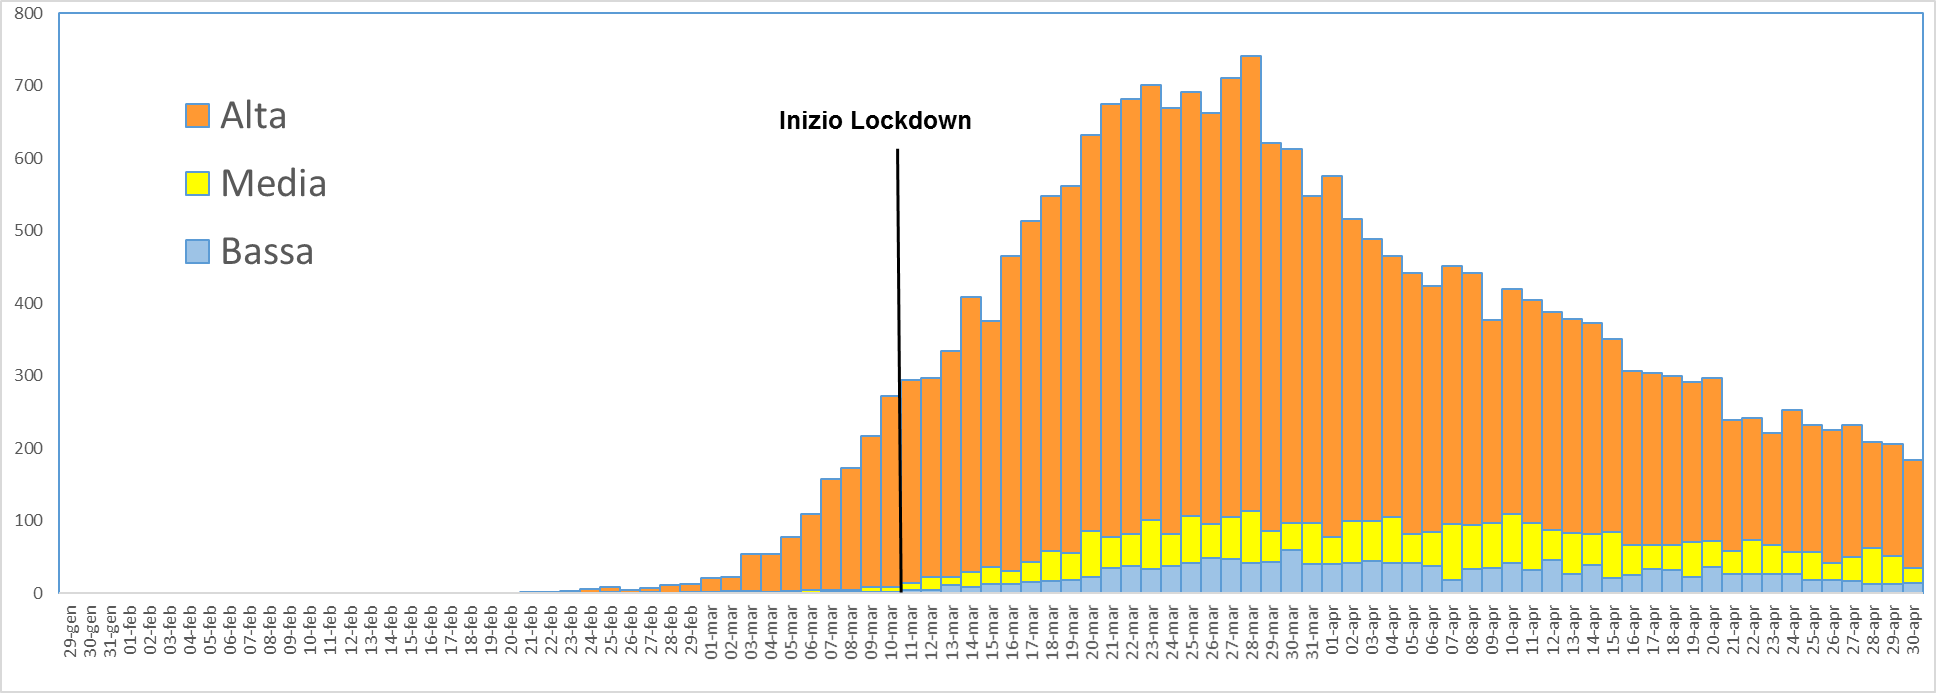 800
700
600
500
400
300
200
100
0
Alta
Media
Bassa
Inizio Lockdown
29-gen
30-gen
31-gen
01-feb
02-feb
03-feb
04-feb
05-feb
06-feb
07-feb
08-feb
09-feb
10-feb
11-feb
12-feb
13-feb
14-feb
15-feb
16-feb
17-feb
18-feb
19-feb
20-feb
21-feb
22-feb
23-feb
24-feb
25-feb
26-feb
27-feb
28-feb
29-feb
01-mar
02-mar
03-mar
04-mar
05-mar
06-mar
07-mar
08-mar
09-mar
10-mar
11-mar
12-mar
13-mar
14-mar
15-mar
16-mar
17-mar
18-mar
19-mar
20-mar
21-mar
22-mar
23-mar
24-mar
25-mar
26-mar
27-mar
28-mar
29-mar
30-mar
31-mar
01-apr
02-apr
03-apr
04-apr
05-apr
06-apr
07-apr
08-apr
09-apr
10-apr
11-apr
12-apr
13-apr
14-apr
15-apr
16-apr
17-apr
18-apr
19-apr
20-apr
21-apr
22-apr
23-apr
24-apr
25-apr
26-apr
27-apr
28-apr
29-apr
30-apr